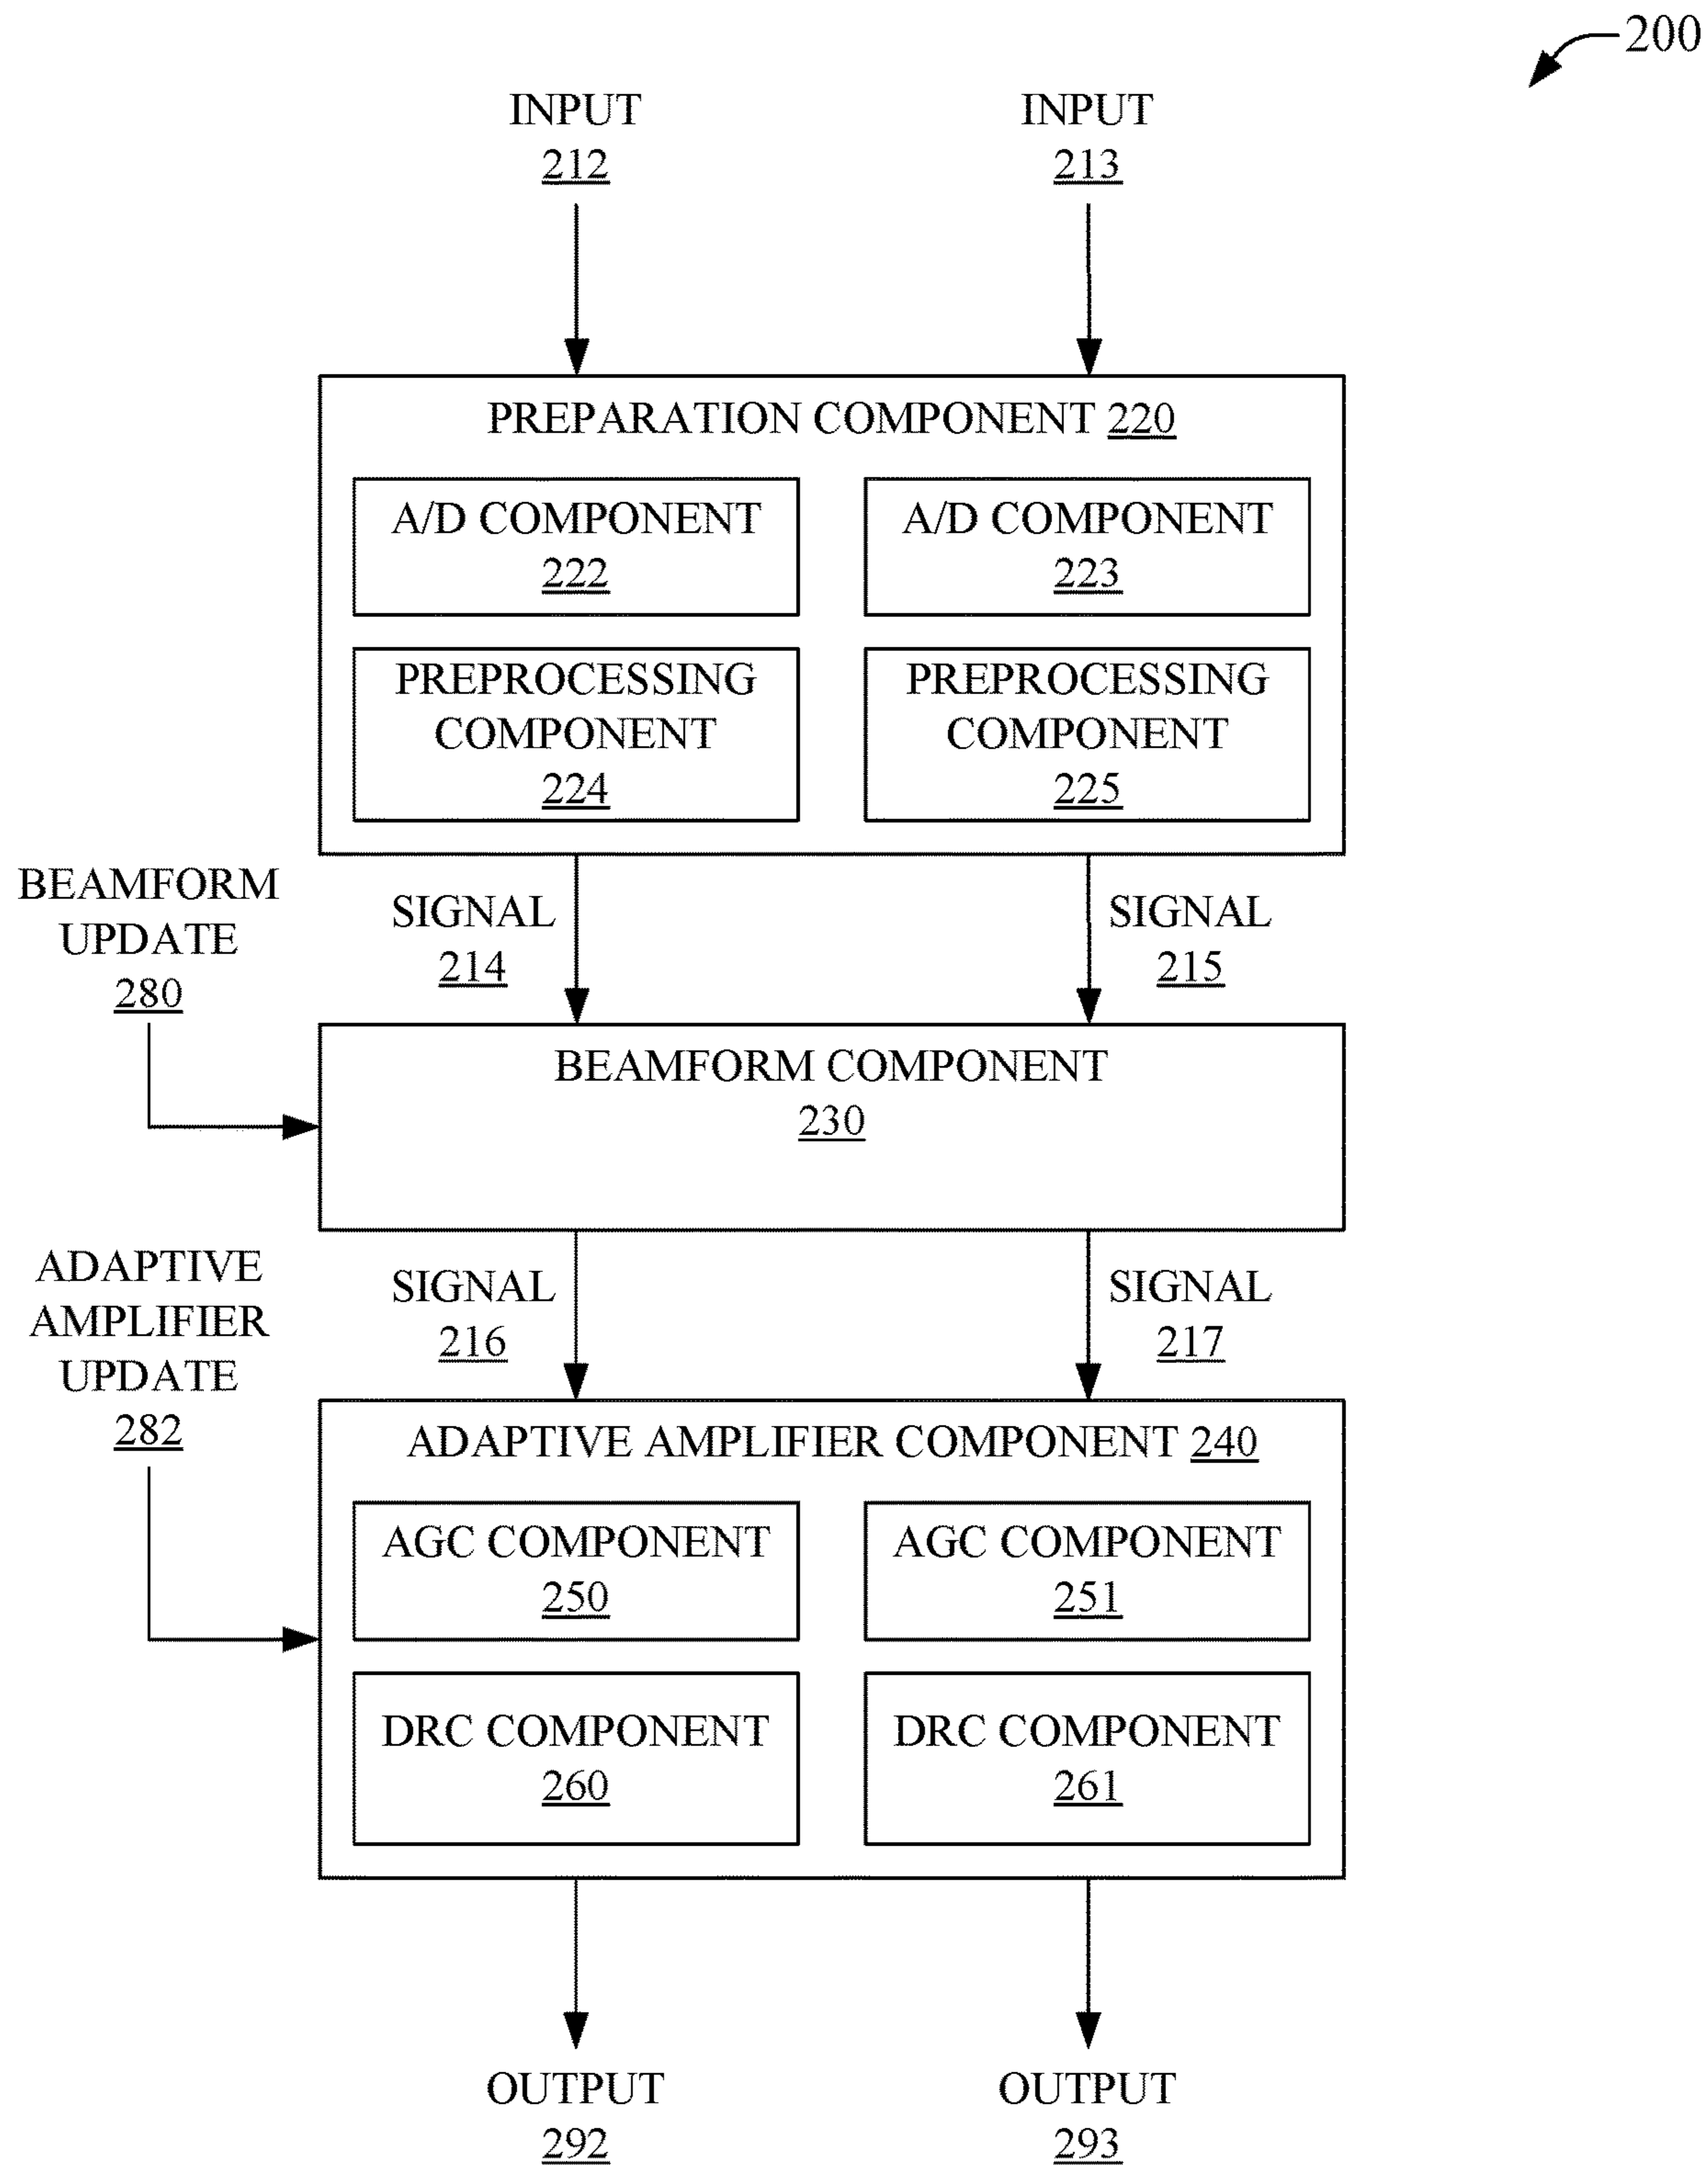 200
INPUT
212
INPUT
213
PREPARATION COMPONENT 220
A/D COMPONENT
222
A/D COMPONENT
223
PREPROCESSING
COMPONENT
224
PREPROCESSING
COMPONENT
225
BEAMFORM
UPDATE
280
SIGNAL
214
SIGNAL
215
BEAMFORM COMPONENT
230
ADAPTIVE
AMPLIFIER
UPDATE
282
SIGNAL
216
SIGNAL
217
ADAPTIVE AMPLIFIER COMPONENT 240
AGC COMPONENT
250
AGC COMPONENT
251
DRC COMPONENT
260
DRC COMPONENT
261
OUTPUT
292
OUTPUT
293